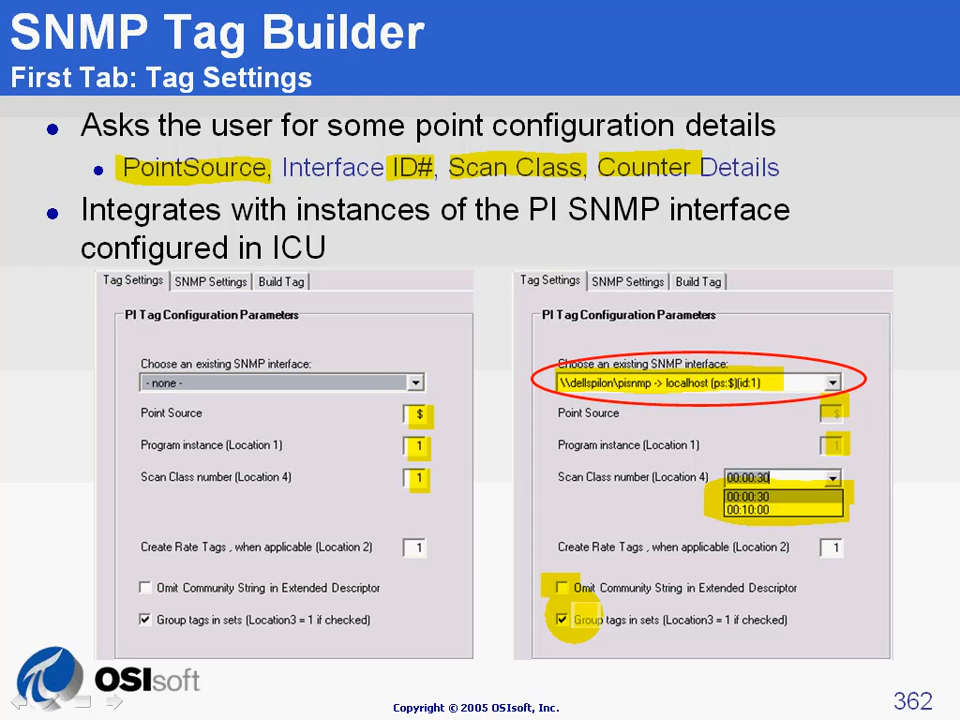 SNMP Tag Builder
First Tab: Tag Settings
Asks the user for some point configuration details
PointSource, Interface ID#, Scan Class, Counter Details
Integrates with instances of the PI SNMP interface
configured in ICU
Tag Settings SNMP Settings Build Tag
PI Tag Configuration Parameters
Choose an existing SNMP interface:
- none -
Point Source $
Program instance (Location 1) 1
Scan Class number (Location 4) 1
Create Rate Tags , when applicable (Location 2) 1
Omit Community String in Extended Descriptor
Group tags in sets (Location3 = 1 if checked)
Tag Settings SNMP Settings Build Tag
PI Tag Configuration Parameters
Choose an existing SNMP interface:
\\dellspilon\pisnmp -> localhost (ps:$)(id:1)
Point Source $
Program instance (Location 1) 1
Scan Class number (Location 4) 00:00:30
00:00:30
00:10:00
Create Rate Tags , when applicable (Location 2) 1
Omit Community String in Extended Descriptor
Group tags in sets (Location3 = 1 if checked)
OSIsoft
Copyright © 2005 OSIsoft, Inc.
362